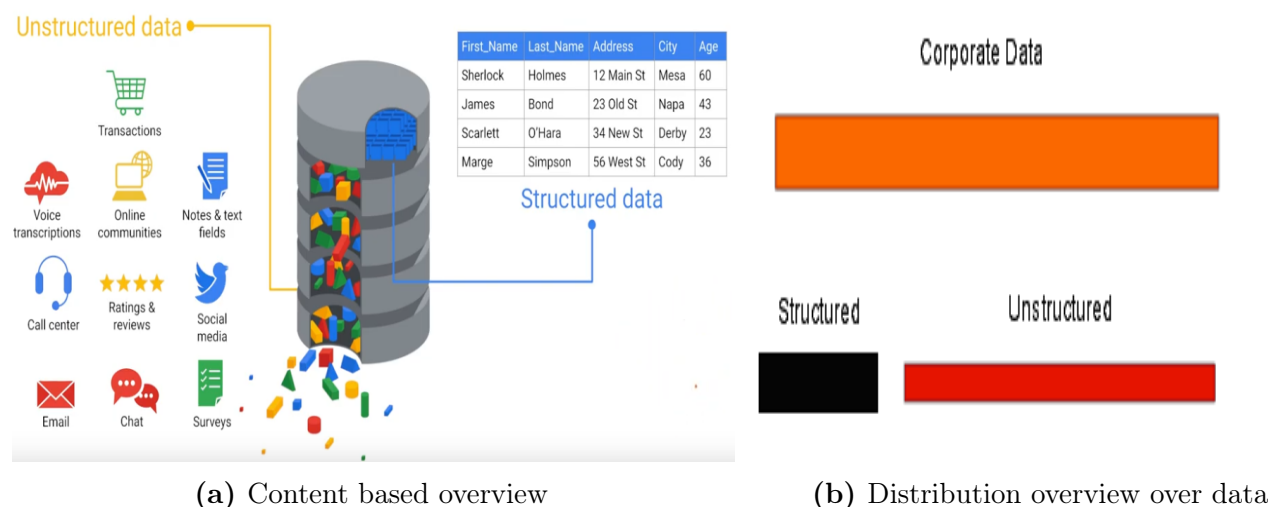 Unstructured data
Transactions
Voice
transcriptions
Online
communities
Notes & text
fields
Call center
Ratings &
reviews
Social
media
Email
Chat
Surveys
First_Name Last_Name Address City Age
Sherlock Holmes 12 Main St Mesa 60
James Bond 23 Old St Napa 43
Scarlett O'Hara 34 New St Derby 23
Marge Simpson 56 West St Cody 36
Structured data
(a) Content based overview
Corporate Data
Structured
Unstructured
(b) Distribution overview over data